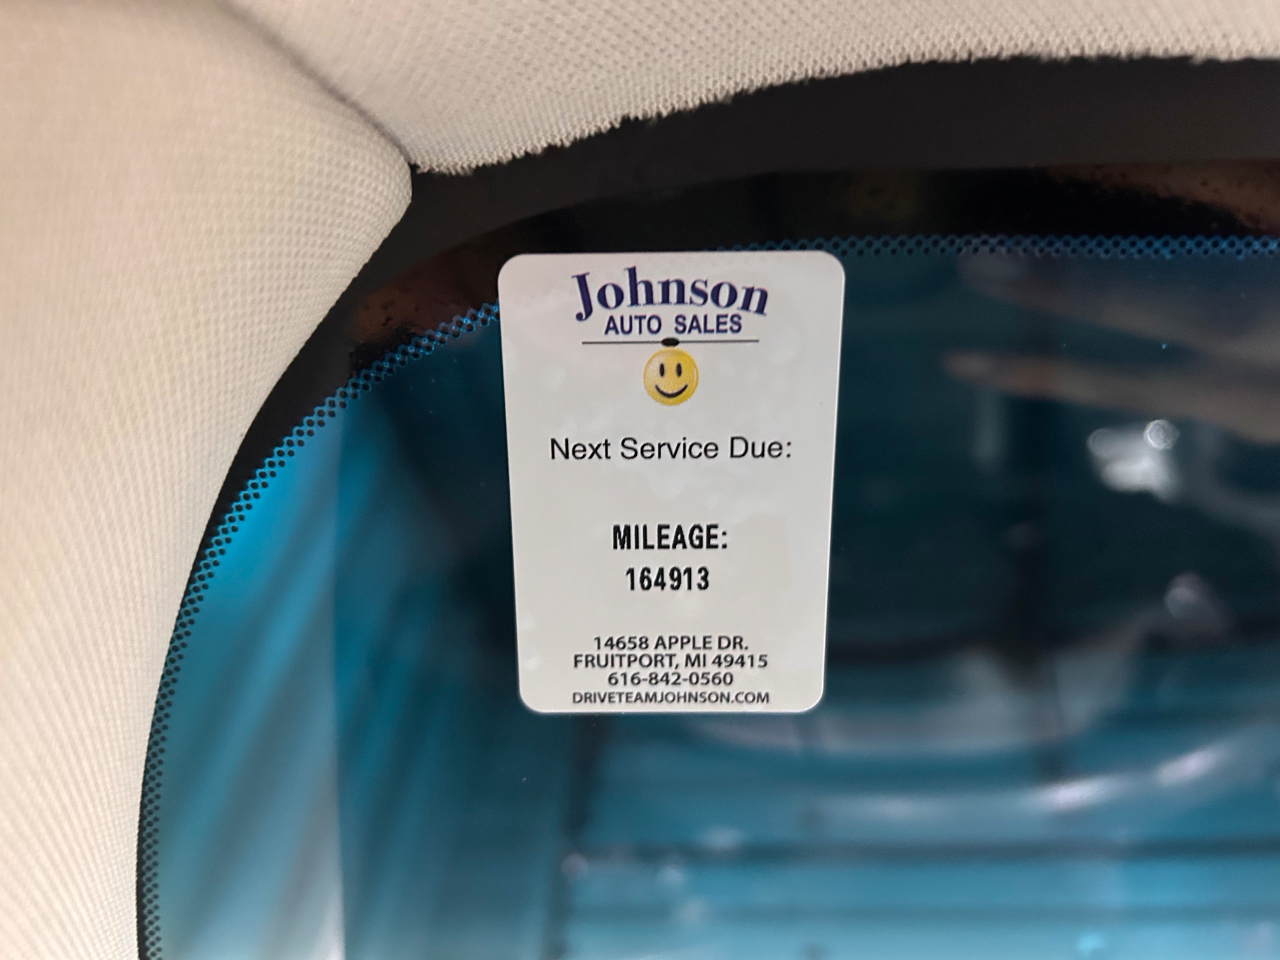 Johnson
AUTO SALES
Next Service Due:
MILEAGE:
164913
14658 APPLE DR.
FRUITPORT, MI 49415
616-842-0560
DRIVETEAMJOHNSON.COM